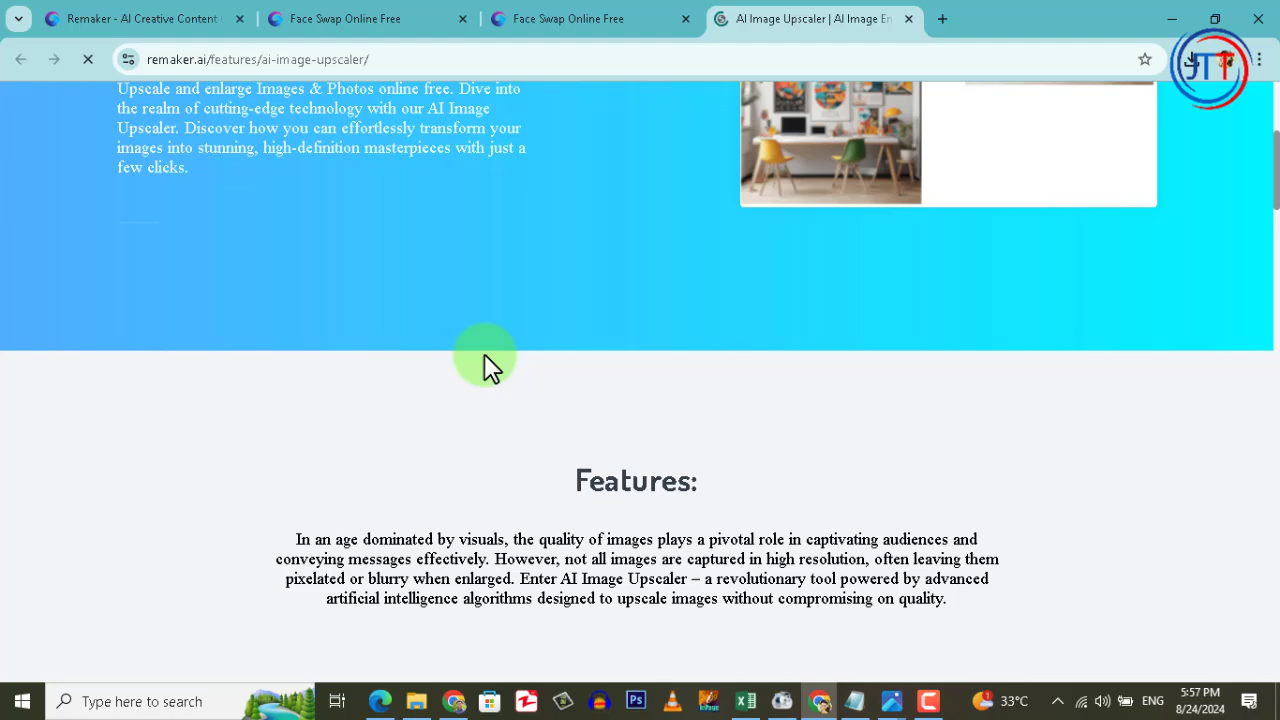 Remaker - AI Creative Content
Face Swap Online Free
Face Swap Online Free
AI Image Upscaler | AI Image En
remaker.ai/features/ai-image-upscaler/
JTT
Upscale and enlarge Images & Photos online free. Dive into
the realm of cutting-edge technology with our AI Image
Upscaler. Discover how you can effortlessly transform your
images into stunning, high-definition masterpieces with just a
few clicks.
Features:
In an age dominated by visuals, the quality of images plays a pivotal role in captivating audiences and
conveying messages effectively. However, not all images are captured in high resolution, often leaving them
pixelated or blurry when enlarged. Enter AI Image Upscaler – a revolutionary tool powered by advanced
artificial intelligence algorithms designed to upscale images without compromising on quality.
Type here to search
Ps
1
33°C
ENG
5:57 PM
8/24/2024